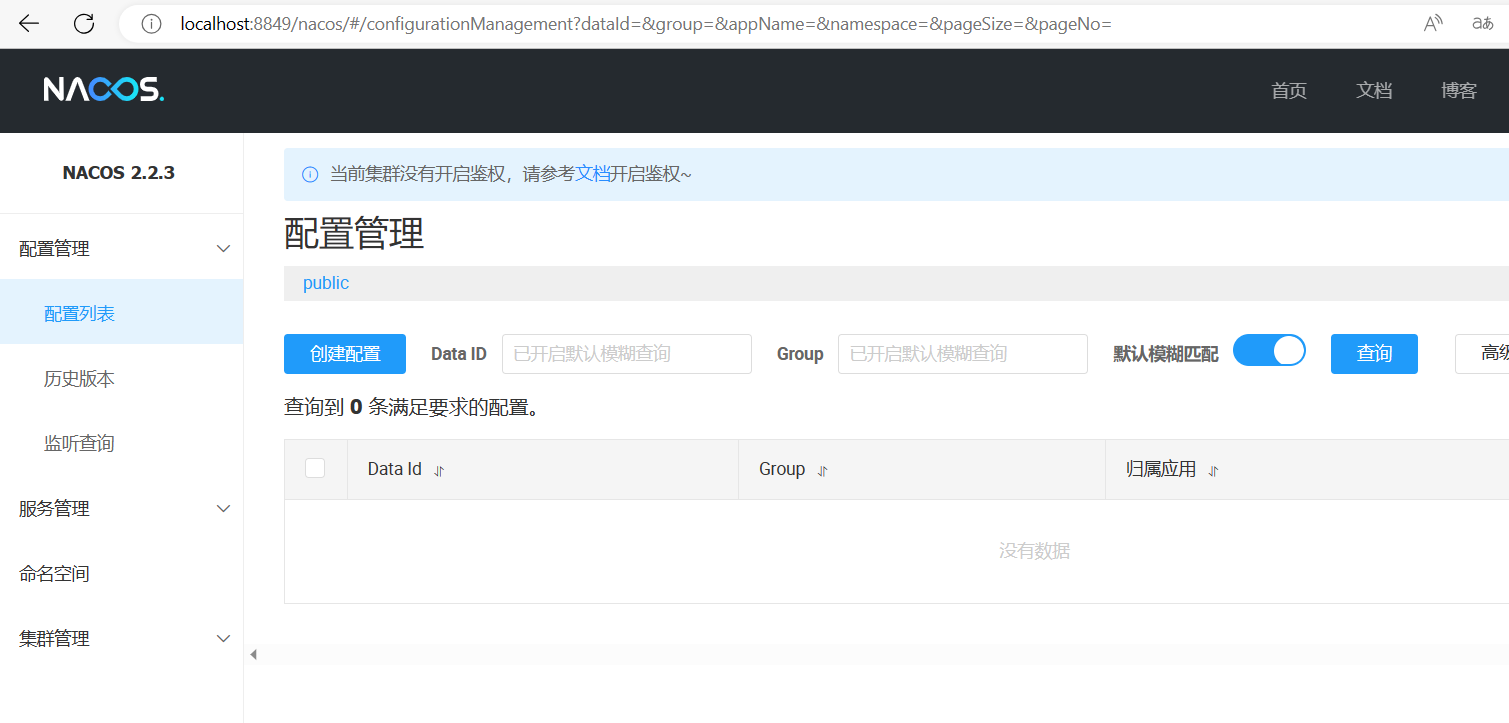 localhost:8849/nacos/#/configurationManagement?dataId=&group=&appName=&namespace=&pageSize=&pageNo=
NACOS.
首页 文档 博客
NACOS 2.2.3
当前集群没有开启鉴权，请参考文档开启鉴权~
配置管理
public
配置管理
配置列表
历史版本
监听查询
服务管理
命名空间
集群管理
创建配置 Data ID 已开启默认模糊查询 Group 已开启默认模糊查询 默认模糊匹配 查询 高级
查询到 0 条满足要求的配置。
Data Id Group 归属应用
没有数据